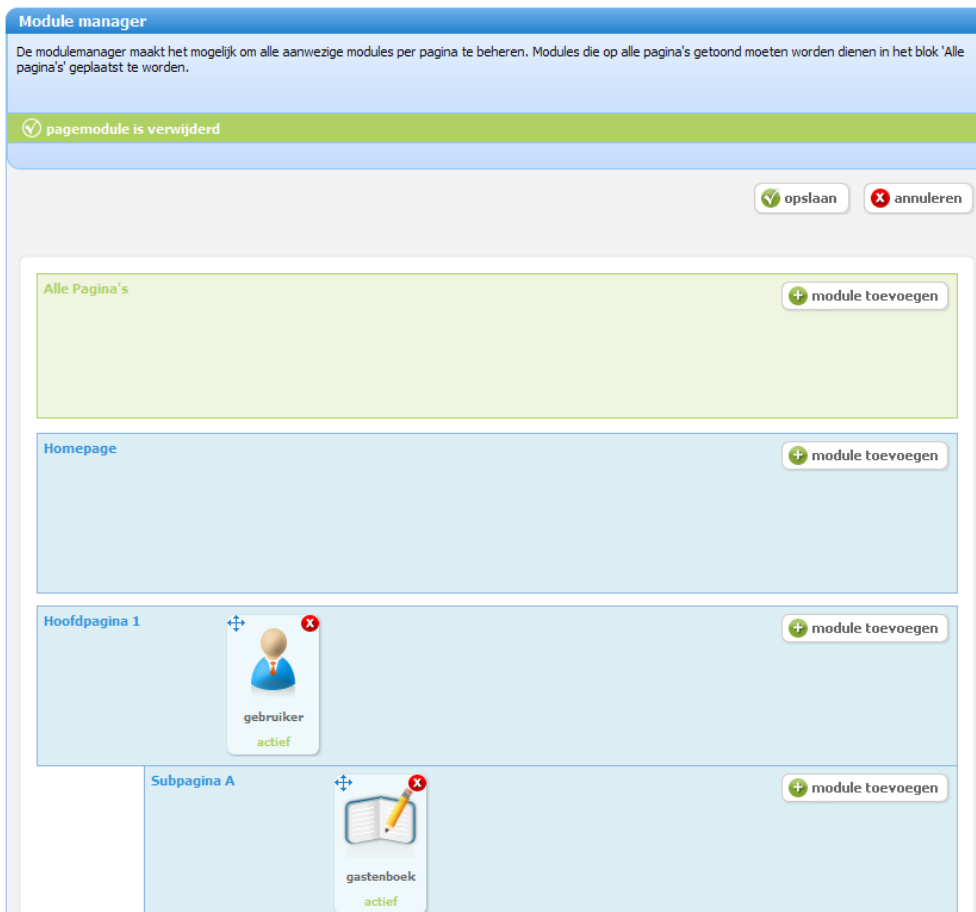 Module manager
De modulemanager maakt het mogelijk om alle aanwezige modules per pagina te beheren. Modules die op alle pagina's getoond moeten worden dienen in het blok 'Alle
pagina's' geplaatst te worden.
pagemodule is verwijderd
opslaan
annuleren
Alle Pagina's
module toevoegen
Homepage
module toevoegen
Hoofdpagina 1
module toevoegen
gebruiker
actief
Subpagina A
module toevoegen
gastenboek
actief